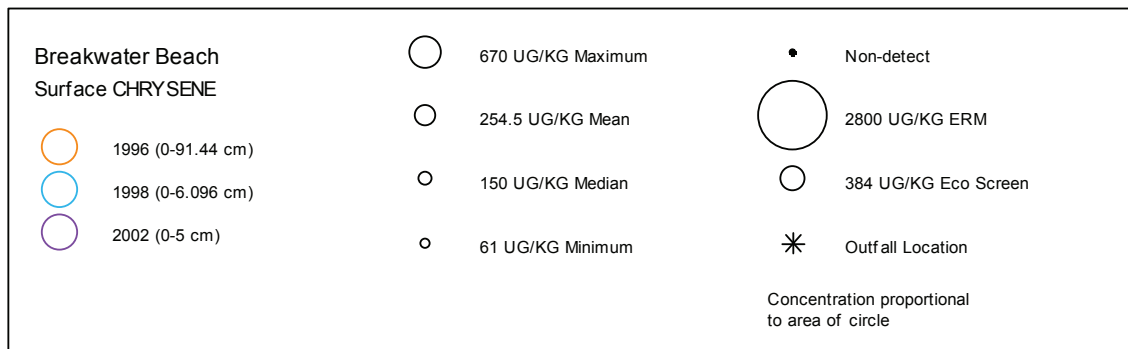 Breakwater Beach
Surface CHRYSENE
1996 (0-91.44 cm)
1998 (0-6.096 cm)
2002 (0-5 cm)
670 UG/KG Maximum
254.5 UG/KG Mean
150 UG/KG Median
61 UG/KG Minimum
Non-detect
2800 UG/KG ERM
384 UG/KG Eco Screen
Outfall Location
Concentration proportional
to area of circle